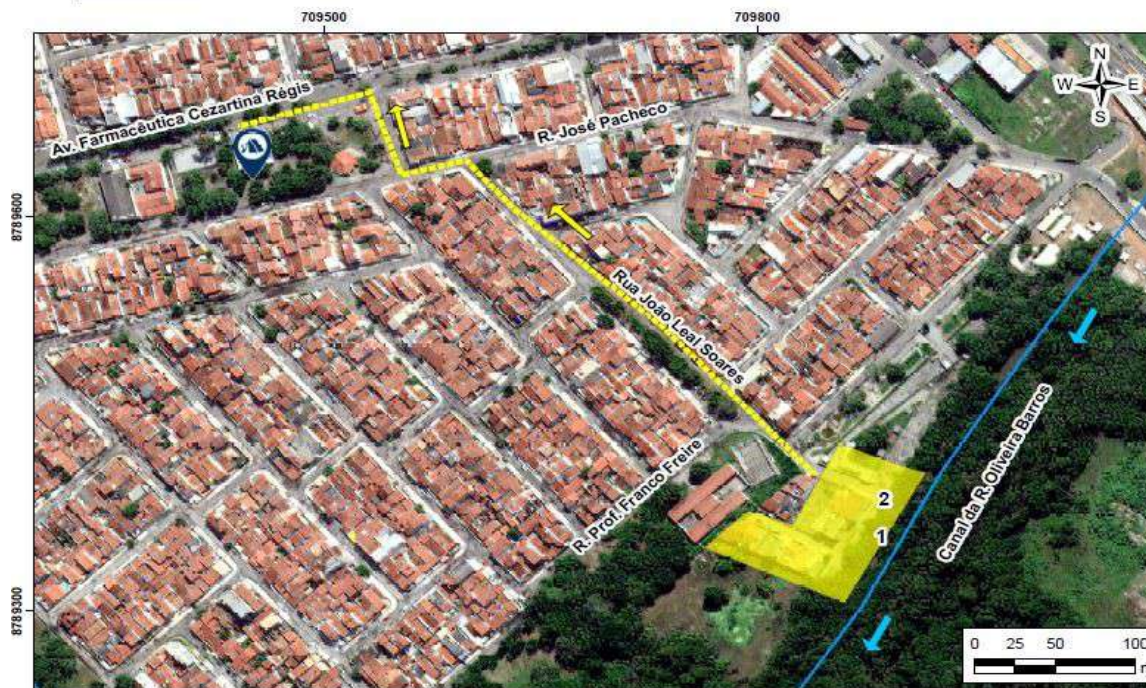 709500
709800
N
W E
S
Av. Farmacêutica Cezartina Régis
R. José Pacheco
8789600
Rua João Leal Soares
Canal da R. Oliveira Barros
R. Prof. Franco Freire
2
1
8789300
0 25 50 100
m